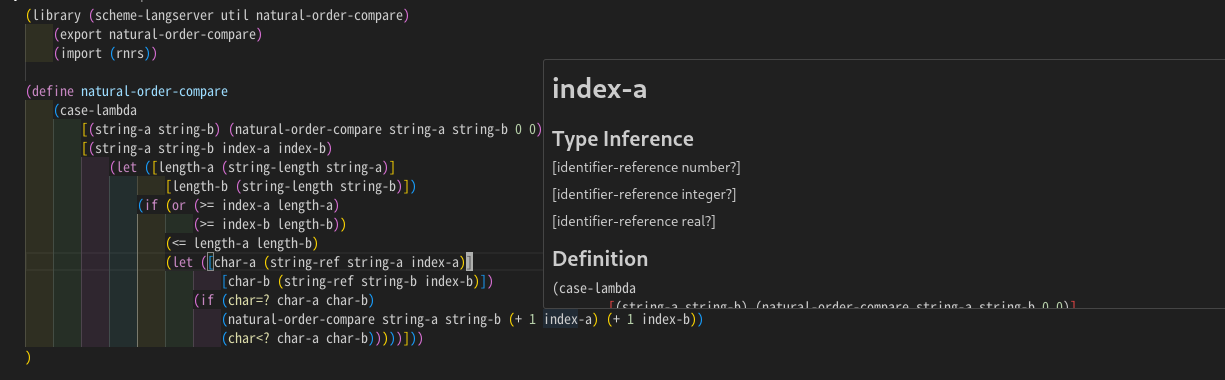 (library (scheme-langserver util natural-order-compare)
(export natural-order-compare)
(import (rnrs))
(define natural-order-compare
(case-lambda
[(string-a string-b) (natural-order-compare string-a string-b 0 0)
[(string-a string-b index-a index-b)
(let ([length-a (string-length string-a)]
[length-b (string-length string-b)])
(if (or (>= index-a length-a)
(>= index-b length-b))
(<= length-a length-b)
(let ([char-a (string-ref string-a index-a)]
[char-b (string-ref string-b index-b)])
(if (char=? char-a char-b)
(natural-order-compare string-a string-b (+ 1 index-a) (+ 1 index-b))
(char<? char-a char-b)))))]))
)
index-a
Type Inference
[identifier-reference number?]
[identifier-reference integer?]
[identifier-reference real?]
Definition
(case-lambda
[(string-a string-b) (natural-order-compare string-a string-b 0 0)]